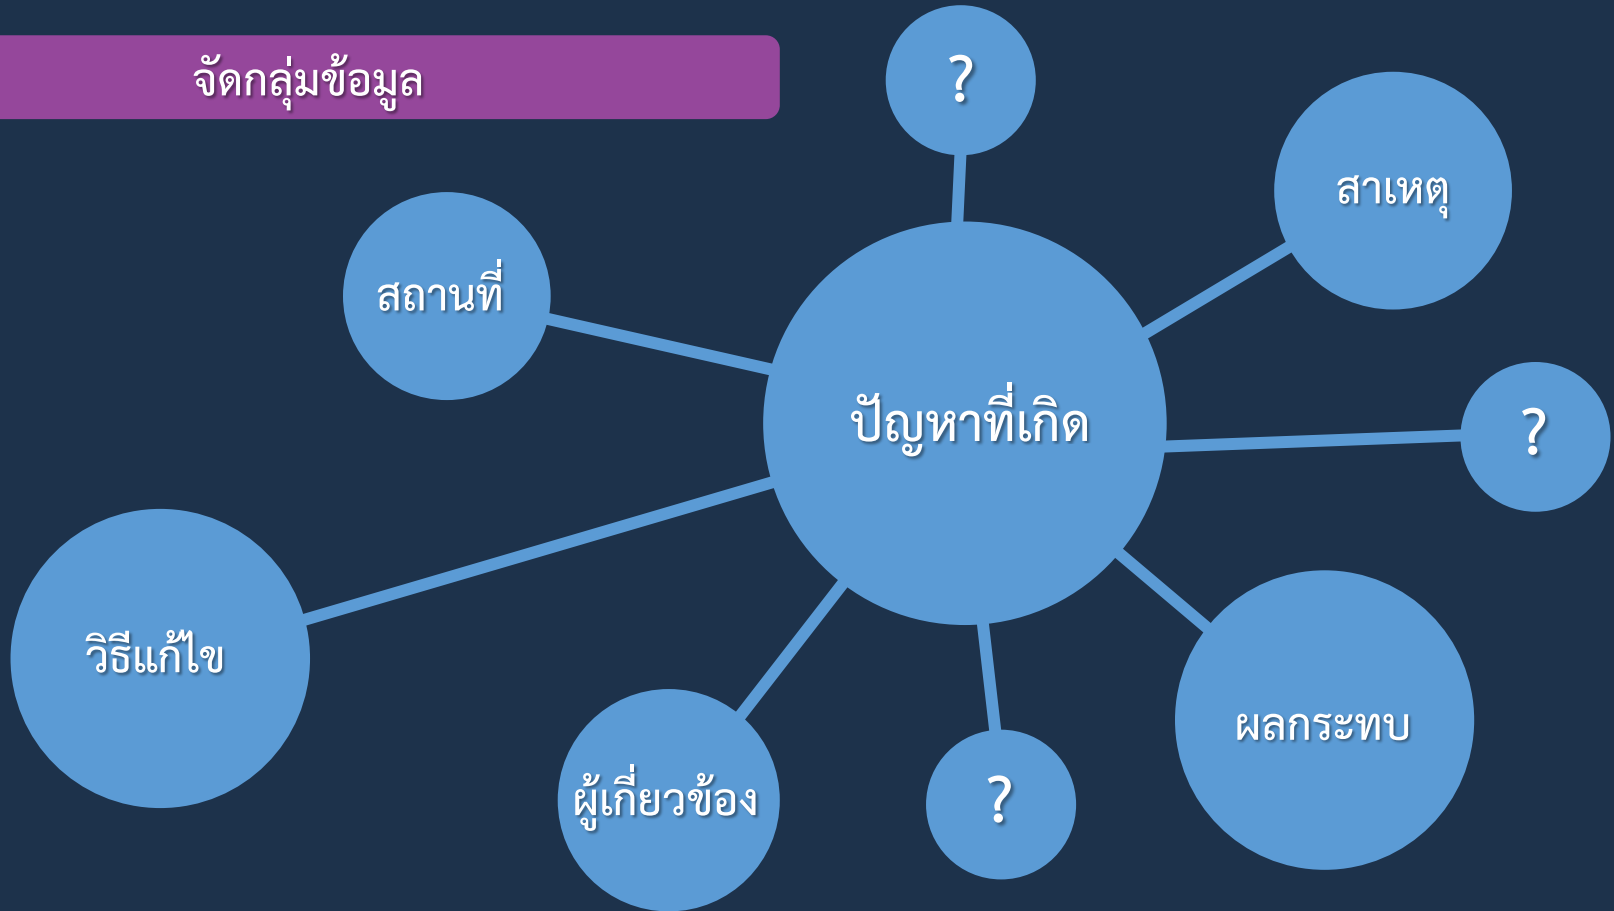 จัดกลุ่มข้อมูล
?
สาเหตุ
สถานที่
ปัญหาที่เกิด
?
วิธีแก้ไข
ผลกระทบ
ผู้เกี่ยวข้อง
?